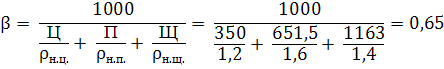 β = 1000 / (Ц/ρн.ц. + П/ρн.п. + Щ/ρн.щ.) = 1000 / (350/1,2 + 651,5/1,6 + 1163/1,4) = 0,65